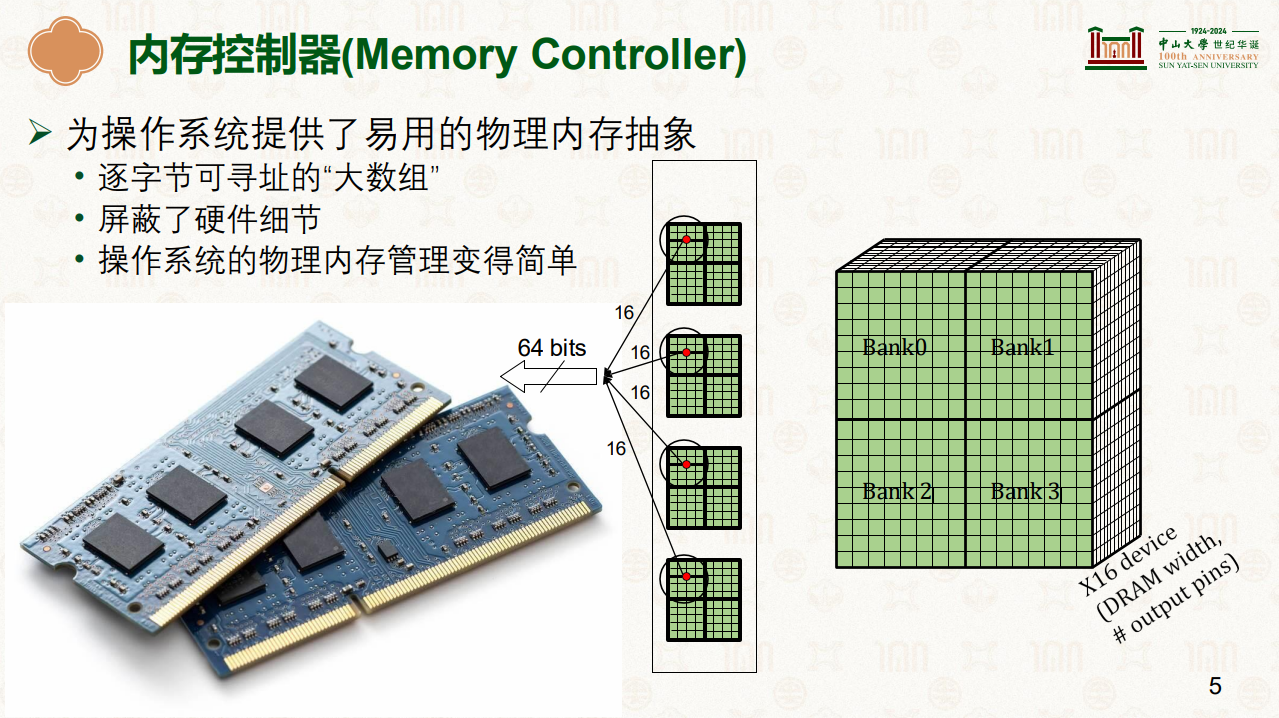 内存控制器(Memory Controller)
1924-2024
中山大學 世纪华诞
100th ANNIVERSARY
SUN YAT-SEN UNIVERSITY
➢ 为操作系统提供了易用的物理内存抽象
• 逐字节可寻址的“大数组”
• 屏蔽了硬件细节
• 操作系统的物理内存管理变得简单
64 bits
16
16
16
16
Bank0
Bank1
Bank 2
Bank 3
X16 device
(DRAM width,
# output pins)
5